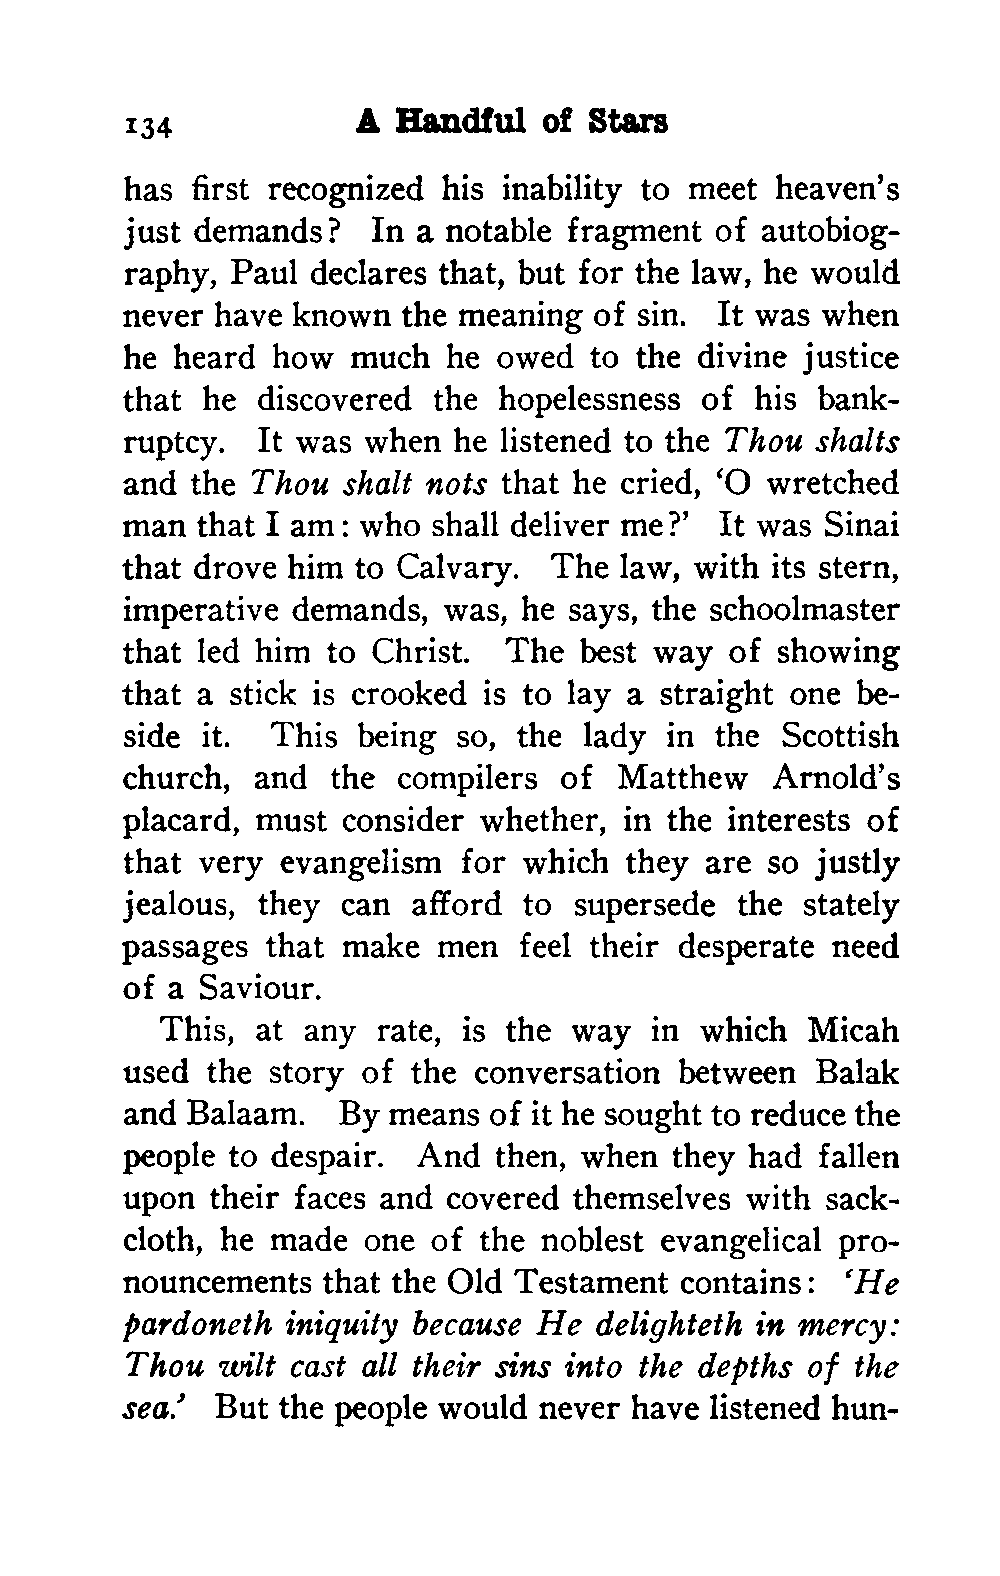 134 A Handful of Stars
has first recognized his inability to meet heaven's
just demands? In a notable fragment of autobiog-
raphy, Paul declares that, but for the law, he would
never have known the meaning of sin. It was when
he heard how much he owed to the divine justice
that he discovered the hopelessness of his bank-
ruptcy. It was when he listened to the Thou shalts
and the Thou shalt nots that he cried, ‘O wretched
man that I am: who shall deliver me?’ It was Sinai
that drove him to Calvary. The law, with its stern,
imperative demands, was, he says, the schoolmaster
that led him to Christ. The best way of showing
that a stick is crooked is to lay a straight one be-
side it. This being so, the lady in the Scottish
church, and the compilers of Matthew Arnold's
placard, must consider whether, in the interests of
that very evangelism for which they are so justly
jealous, they can afford to supersede the stately
passages that make men feel their desperate need
of a Saviour.
This, at any rate, is the way in which Micah
used the story of the conversation between Balak
and Balaam. By means of it he sought to reduce the
people to despair. And then, when they had fallen
upon their faces and covered themselves with sack-
cloth, he made one of the noblest evangelical pro-
nouncements that the Old Testament contains: ‘He
pardoneth iniquity because He delighteth in mercy:
Thou wilt cast all their sins into the depths of the
sea.’ But the people would never have listened hun-